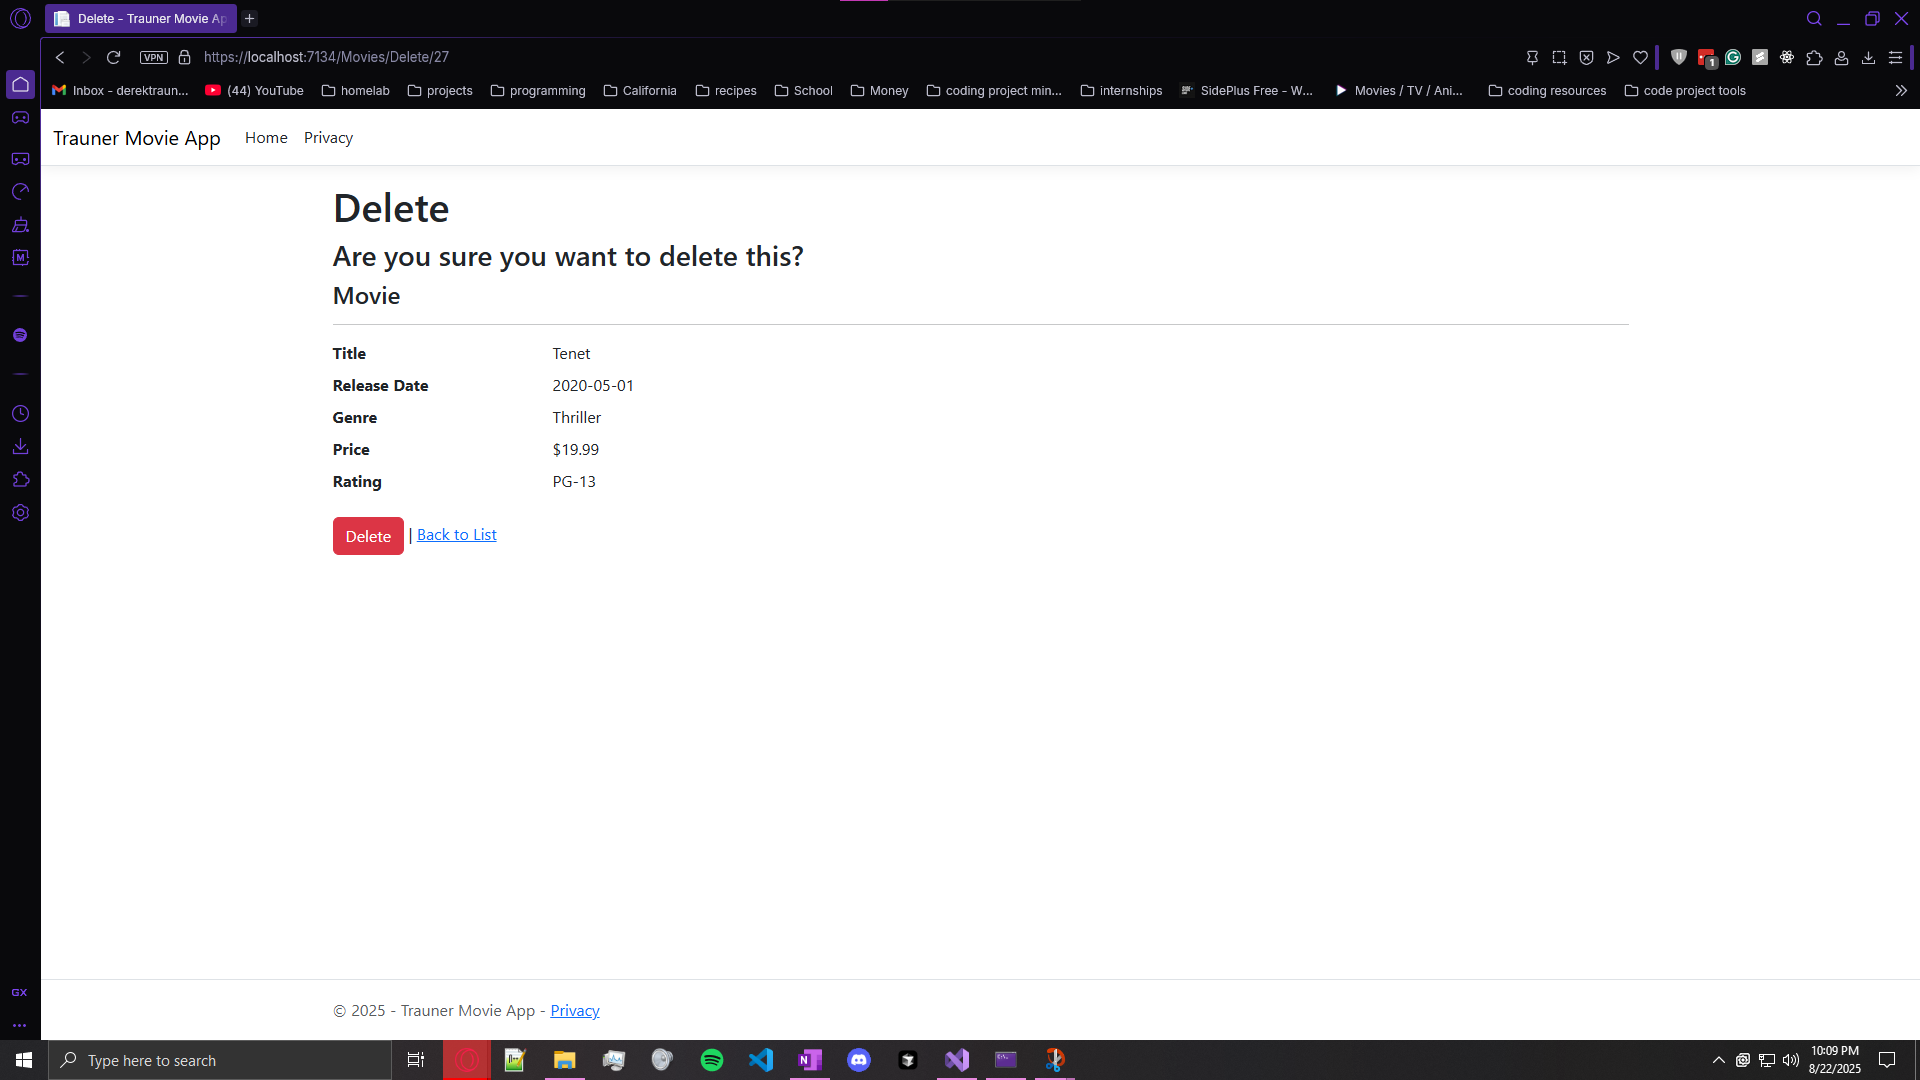 Delete - Trauner Movie Ap
VPN https://localhost:7134/Movies/Delete/27
1
Inbox - derektraun... (44) YouTube homelab projects programming California recipes School Money coding project min... internships SidePlus Free - W... Movies / TV / Ani... coding resources code project tools
Trauner Movie App Home Privacy
Delete
Are you sure you want to delete this?
Movie
Title Tenet
Release Date 2020-05-01
Genre Thriller
Price $19.99
Rating PG-13
Delete | Back to List
GX
© 2025 - Trauner Movie App - Privacy
Type here to search
10:09 PM
8/22/2025